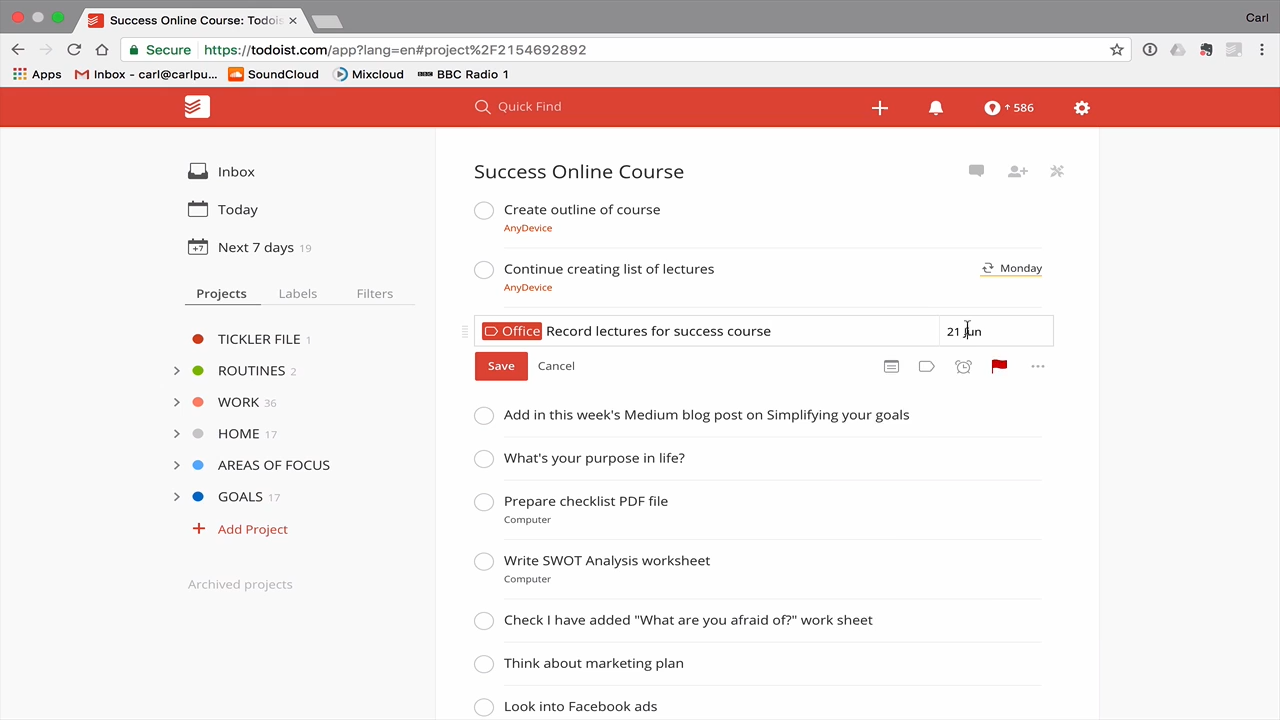 Success Online Course: Todois
Carl
Secure https://todoist.com/app?lang=en#project%2F2154692892
Apps Inbox - carl@carlpu... SoundCloud Mixcloud BBC Radio 1
Quick Find
586
Inbox
Today
Next 7 days 19
Projects Labels Filters
TICKLER FILE 1
ROUTINES 2
WORK 36
HOME 17
AREAS OF FOCUS
GOALS 17
Add Project
Archived projects
Success Online Course
Create outline of course
AnyDevice
Continue creating list of lectures
Monday
AnyDevice
Office Record lectures for success course
21 Jun
Save Cancel
Add in this week's Medium blog post on Simplifying your goals
What's your purpose in life?
Prepare checklist PDF file
Computer
Write SWOT Analysis worksheet
Computer
Check I have added "What are you afraid of?" work sheet
Think about marketing plan
Look into Facebook ads